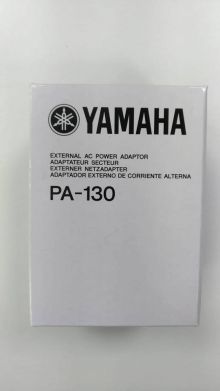 YAMAHA
EXTERNAL AC POWER ADAPTOR
ADAPTATEUR SECTEUR
EXTERNER NETZADAPTER
ADAPTADOR EXTERNO DE CORRIENTE ALTERNA
PA-130